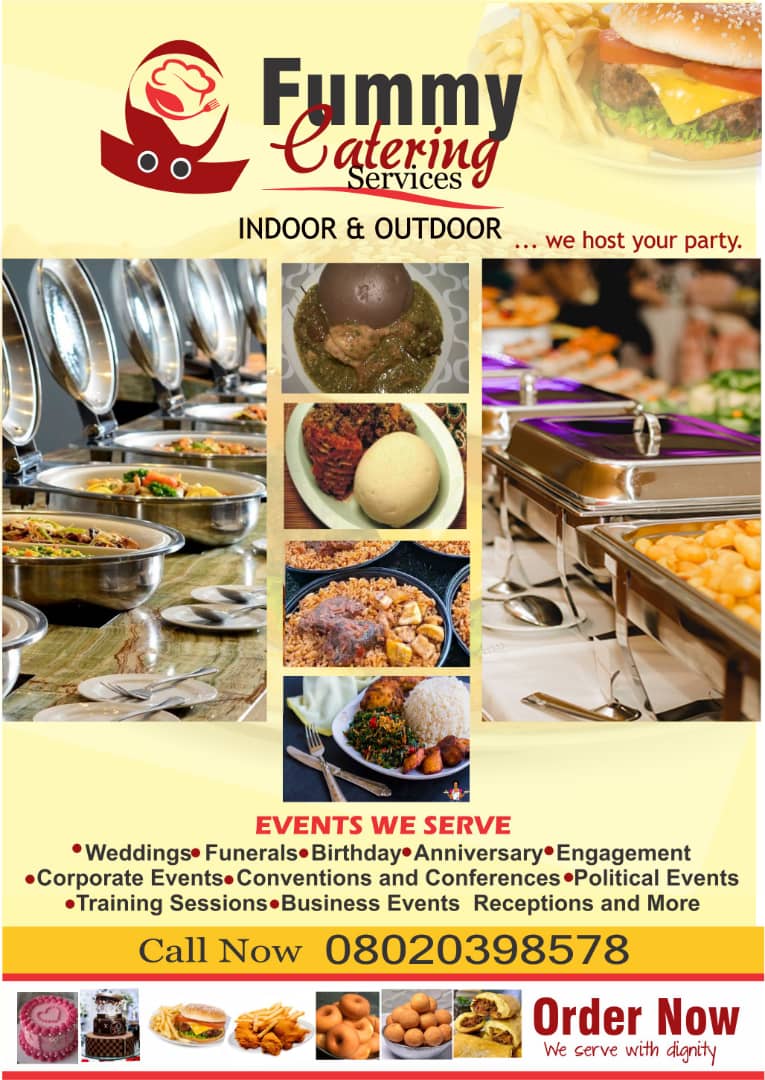 Fummy
Catering
Services
INDOOR & OUTDOOR
... we host your party.
EVENTS WE SERVE
•Weddings•Funerals•Birthday•Anniversary•Engagement
•Corporate Events•Conventions and Conferences•Political Events
•Training Sessions•Business Events Receptions and More
Call Now 08020398578
Order Now
We serve with dignity